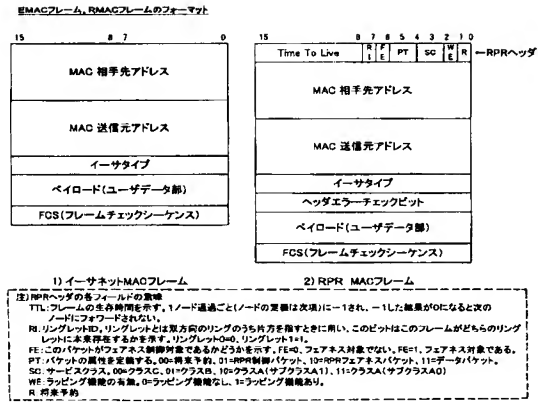 EMACフレーム, RMACフレームのフォーマット
15 8 7 0
MAC 相手先アドレス
MAC 送信元アドレス
イーサタイプ
ペイロード(ユーザデータ部)
FCS(フレームチェックシーケンス)
1) イーサネットMACフレーム
15 8 7 6 5 4 3 2 1 0
Time To Live RI FE PT SC WE R ←RPRヘッダ
MAC 相手先アドレス
MAC 送信元アドレス
イーサタイプ
ヘッダエラーチェックビット
ペイロード(ユーザデータ部)
FCS(フレームチェックシーケンス)
2) RPR MACフレーム
注) RPRヘッダの各フィールドの意味
TTL:フレームの生存時間を示す。1ノード通過ごと(ノードの定義は次項)に-1され、-1した結果が0になると次の
ノードにフォワードされない。
RI:リングレットID。リングレットとは双方向のリングのうち片方を指すときに用い、このビットはこのフレームがどちらのリング
レットに本来存在するかを示す。リングレット0=0、リングレット1=1。
FE:このパケットがフェアネス制御対象であるかどうかを示す。FE=0、フェアネス対象でない。FE=1、フェアネス対象である。
PT:パケットの属性を定義する。00=将来予約、01=RPR制御パケット、10=RPRフェアネスパケット、11=データパケット。
SC:サービスクラス。00=クラスC、01=クラスB、10=クラスA(サブクラスA1)、11=クラスA(サブクラスA0)
WE:ラッピング機能の有無。0=ラッピング機能なし、1=ラッピング機能あり。
R 将来予約